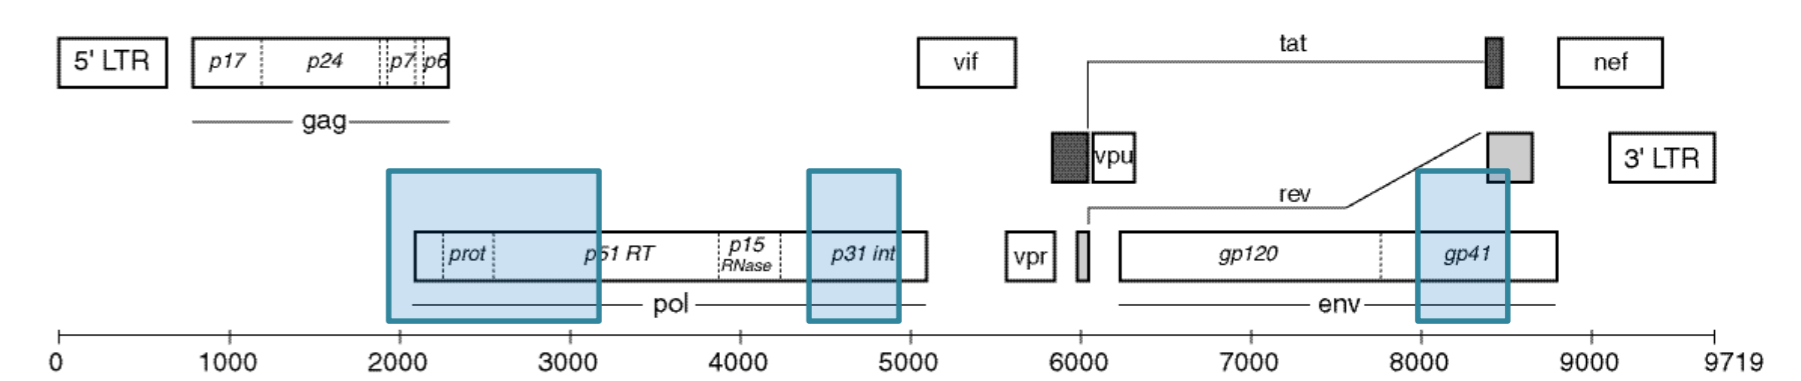 5' LTR
p17 p24 p7 p6
vif
tat
nef
gag
vpu
3' LTR
rev
prot p51 RT p15 RNase p31 int
vpr
gp120 gp41
pol
env
0 1000 2000 3000 4000 5000 6000 7000 8000 9000 9719